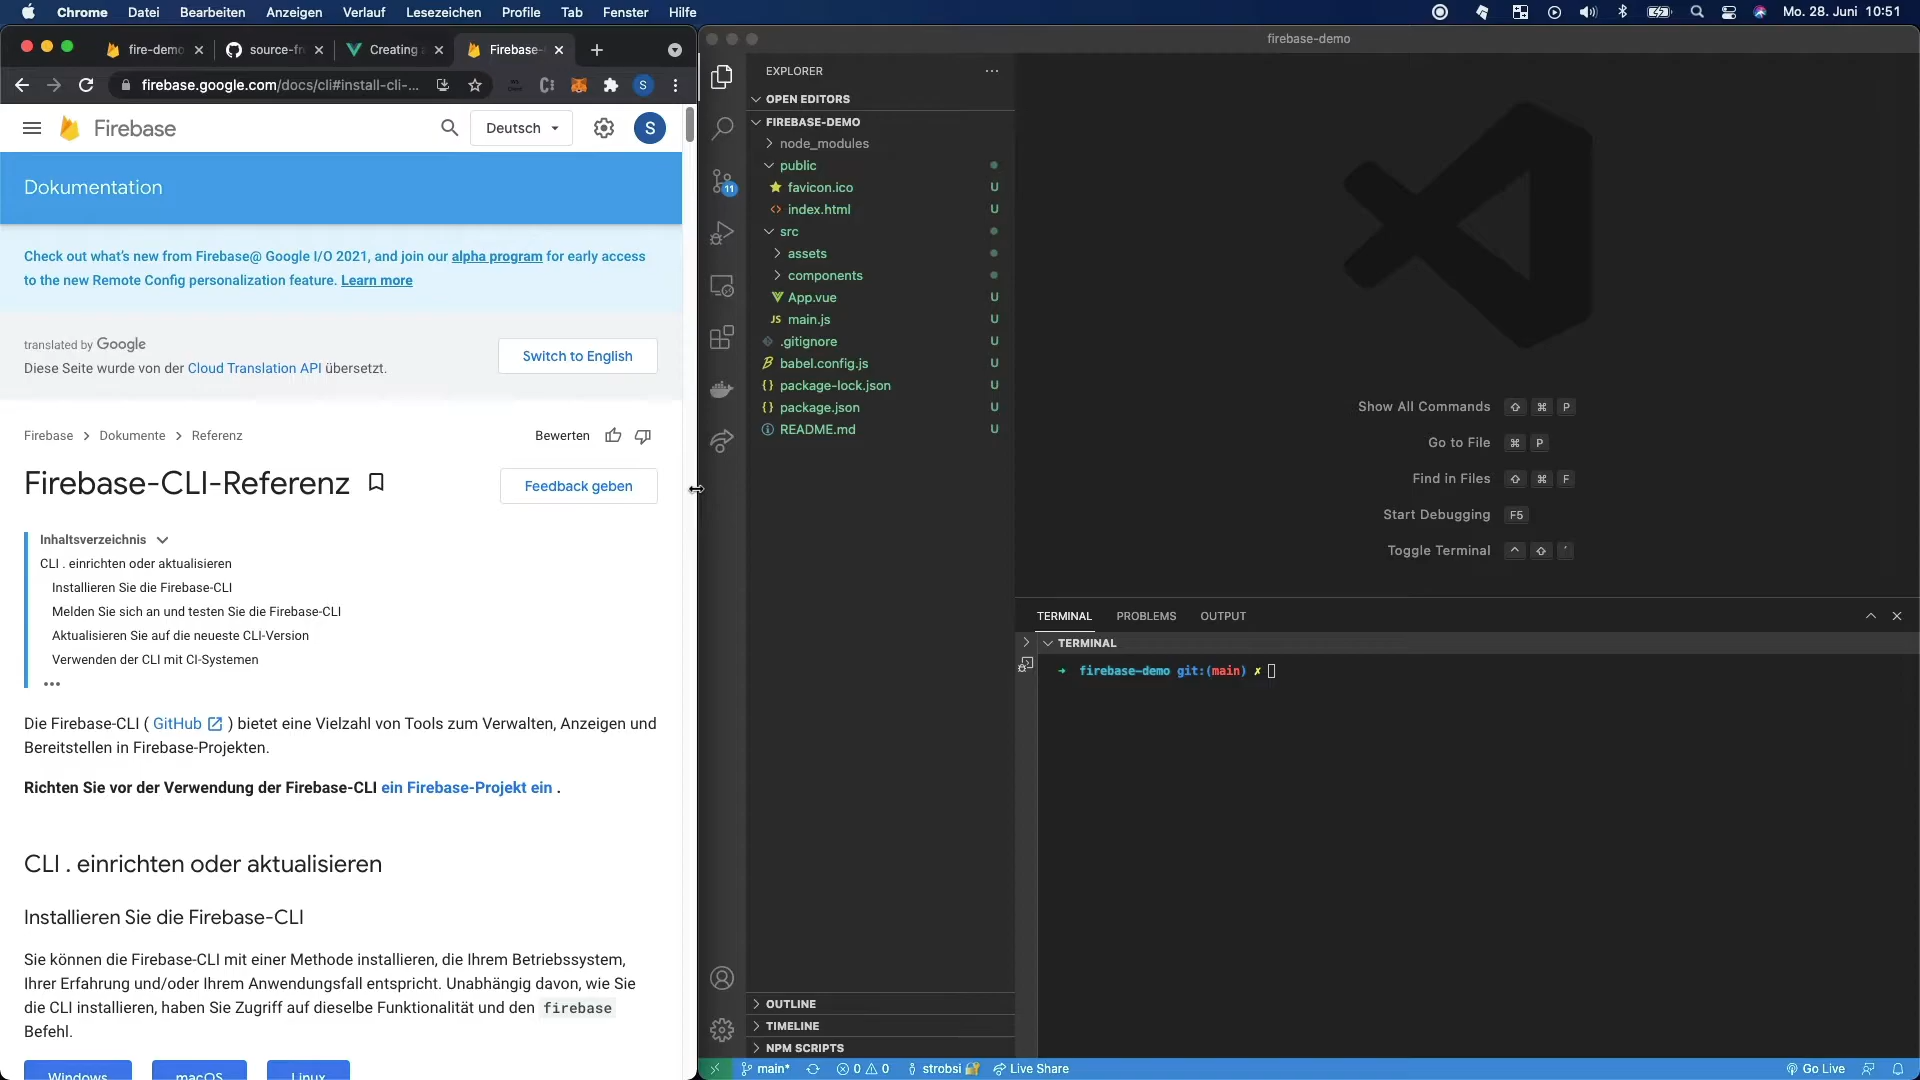 Chrome Datei Bearbeiten Anzeigen Verlauf Lesezeichen Profile Tab Fenster Hilfe Mo. 28. Juni 10:51
fire-demo source-fr Creating Firebase-
firebase.google.com/docs/cli#install-cli-... S
Firebase Deutsch S
Dokumentation
Check out what's new from Firebase@ Google I/O 2021, and join our alpha program for early access
to the new Remote Config personalization feature. Learn more
translated by Google
Diese Seite wurde von der Cloud Translation API übersetzt.
Switch to English
Firebase > Dokumente > Referenz Bewerten
Firebase-CLI-Referenz
Feedback geben
Inhaltsverzeichnis
CLI . einrichten oder aktualisieren
Installieren Sie die Firebase-CLI
Melden Sie sich an und testen Sie die Firebase-CLI
Aktualisieren Sie auf die neueste CLI-Version
Verwenden der CLI mit CI-Systemen
Die Firebase-CLI ( GitHub ) bietet eine Vielzahl von Tools zum Verwalten, Anzeigen und
Bereitstellen in Firebase-Projekten.
Richten Sie vor der Verwendung der Firebase-CLI ein Firebase-Projekt ein .
CLI . einrichten oder aktualisieren
Installieren Sie die Firebase-CLI
Sie können die Firebase-CLI mit einer Methode installieren, die Ihrem Betriebssystem,
Ihrer Erfahrung und/oder Ihrem Anwendungsfall entspricht. Unabhängig davon, wie Sie
die CLI installieren, haben Sie Zugriff auf dieselbe Funktionalität und den firebase
Befehl.
Windows macOS Linux
firebase-demo
EXPLORER ...
OPEN EDITORS
FIREBASE-DEMO
node_modules
public
favicon.ico U
11
index.html U
src
assets
components
App.vue U
JS main.js U
.gitignore U
babel.config.js U
{} package-lock.json U
{} package.json U
README.md U
OUTLINE
TIMELINE
NPM SCRIPTS
Show All Commands ⇧ ⌘ P
Go to File ⌘ P
Find in Files ⇧ ⌘ F
Start Debugging F5
Toggle Terminal ^ ⇧ ´
TERMINAL PROBLEMS OUTPUT
TERMINAL
→ firebase-demo git:(main) ✗
main* 0 0 strobsi Live Share Go Live